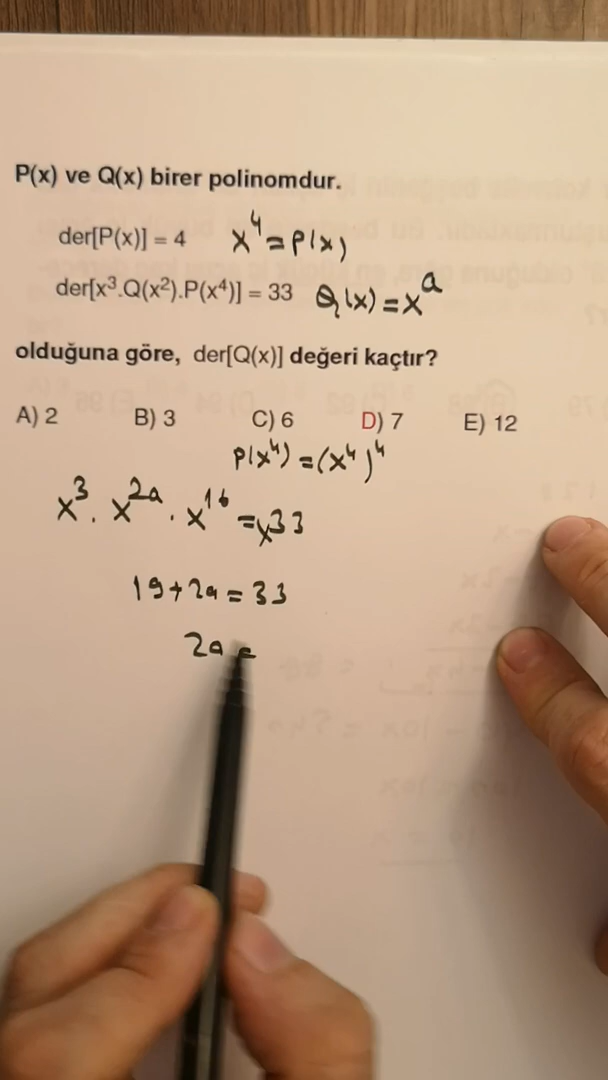 P(x) ve Q(x) birer polinomdur.
der[P(x)] = 4 x⁴ = P(x)
der[x³.Q(x²).P(x⁴)] = 33 Q(x) = xᵃ
olduğuna göre, der[Q(x)] değeri kaçtır?
A) 2 B) 3 C) 6 D) 7 E) 12
P(x⁴) = (x⁴)⁴
x³ . x²ᵃ . x¹⁶ = x33
19 + 2a = 33
2a =